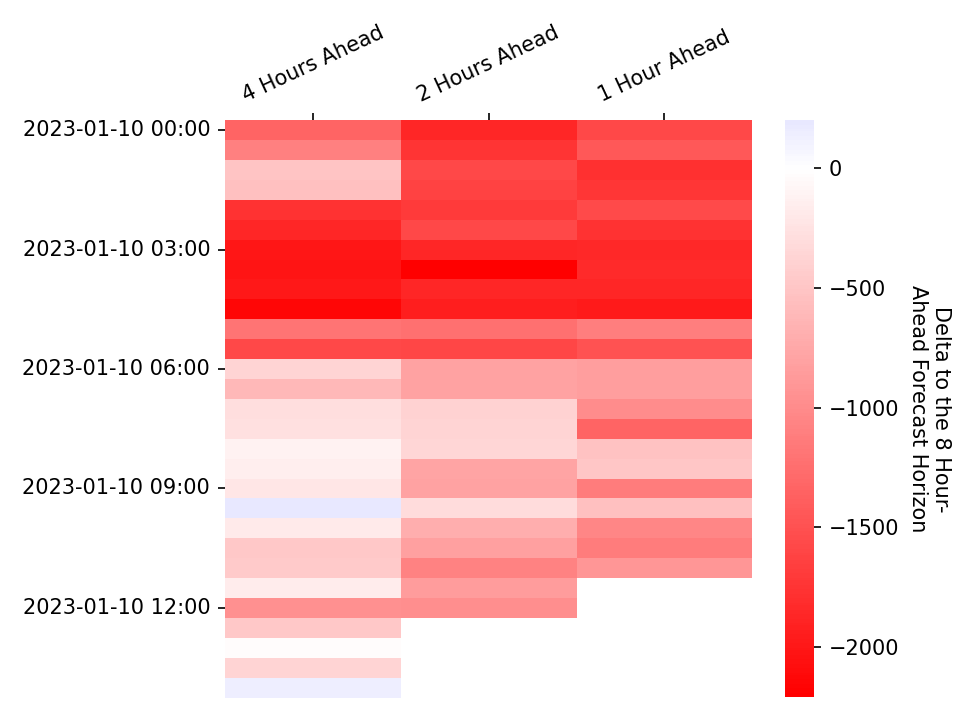 4 Hours Ahead
2 Hours Ahead
1 Hour Ahead
2023-01-10 00:00
2023-01-10 03:00
2023-01-10 06:00
2023-01-10 09:00
2023-01-10 12:00
0
−500
−1000
−1500
−2000
Delta to the 8 Hour-
Ahead Forecast Horizon